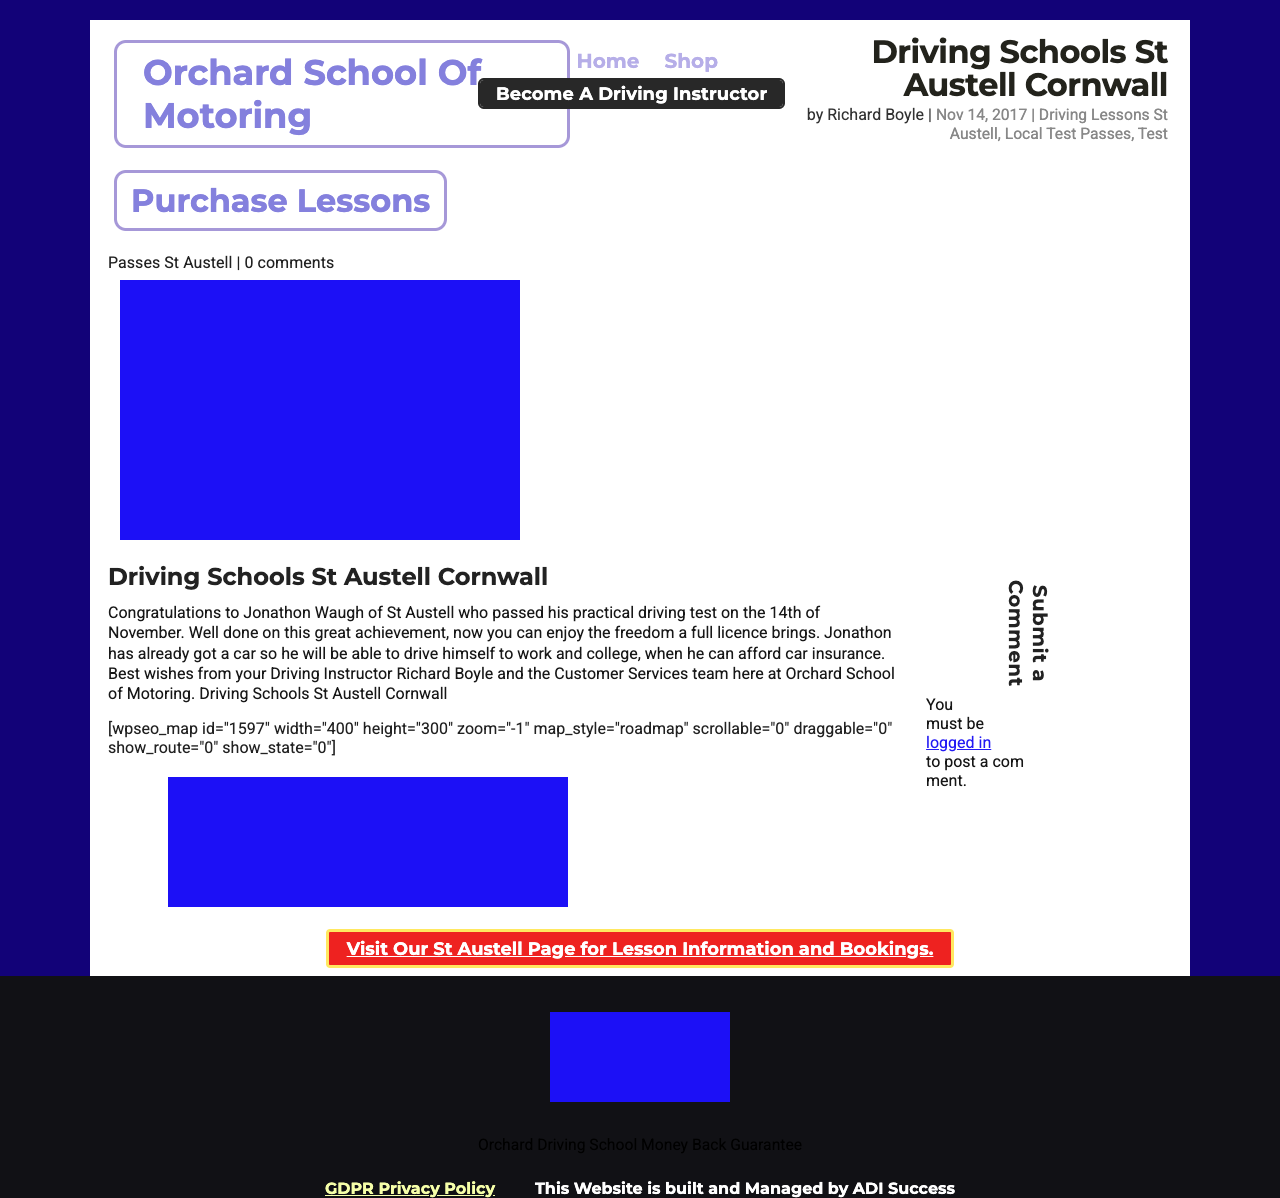 Orchard School Of
Motoring
Home Shop
Become A Driving Instructor
Driving Schools St
Austell Cornwall
by Richard Boyle | Nov 14, 2017 | Driving Lessons St
Austell, Local Test Passes, Test
Purchase Lessons
Passes St Austell | 0 comments
Driving Schools St Austell Cornwall
Congratulations to Jonathon Waugh of St Austell who passed his practical driving test on the 14th of
November. Well done on this great achievement, now you can enjoy the freedom a full licence brings. Jonathon
has already got a car so he will be able to drive himself to work and college, when he can afford car insurance.
Best wishes from your Driving Instructor Richard Boyle and the Customer Services team here at Orchard School
of Motoring. Driving Schools St Austell Cornwall
[wpseo_map id="1597" width="400" height="300" zoom="-1" map_style="roadmap" scrollable="0" draggable="0"
show_route="0" show_state="0"]
Submit a
Comment
You
must be
logged in
to post a com
ment.
Visit Our St Austell Page for Lesson Information and Bookings.
Orchard Driving School Money Back Guarantee
GDPR Privacy Policy
This Website is built and Managed by ADI Success